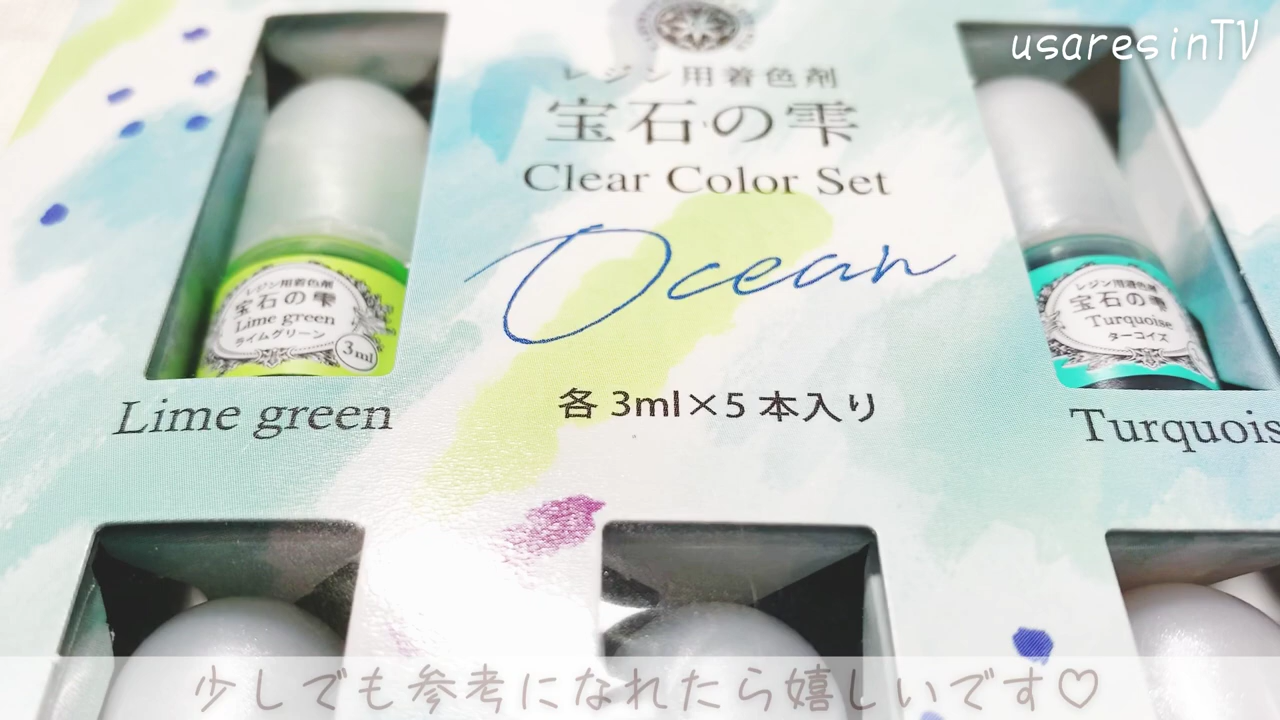 usaresinTV
レジン用着色剤
宝石の雫
Clear Color Set
Ocean
各3ml×5本入り
レジン用着色剤
宝石の雫
Lime green
ライムグリーン
3ml
Lime green
レジン用着色剤
宝石の雫
Turquoise
ターコイズ
Turquois
少しでも参考になれたら嬉しいです♡